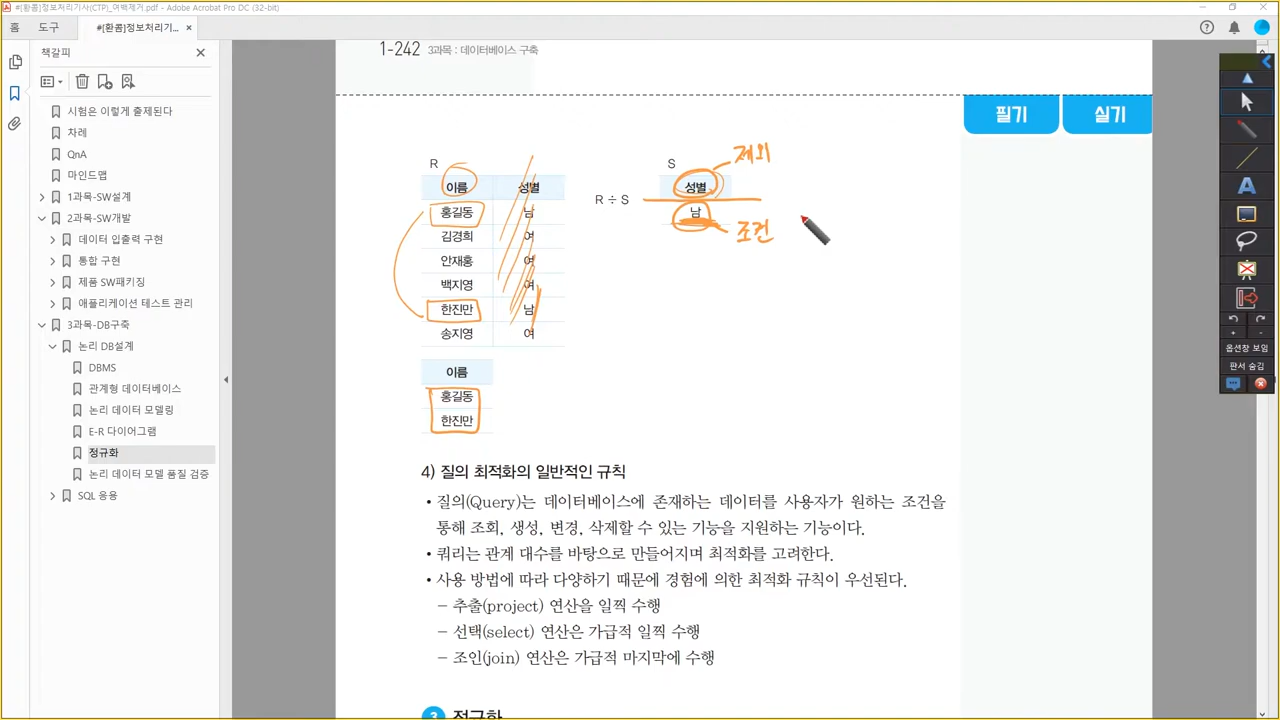 #[환콤]정보처리기사(CTP)_여백제거.pdf - Adobe Acrobat Pro DC (32-bit)
홈 도구 #[환콤]정보처리기... ×
책갈피
시험은 이렇게 출제된다
차례
QnA
마인드맵
1과목-SW설계
2과목-SW개발
데이터 입출력 구현
통합 구현
제품 SW패키징
애플리케이션 테스트 관리
3과목-DB구축
논리 DB설계
DBMS
관계형 데이터베이스
논리 데이터 모델링
E-R 다이어그램
정규화
논리 데이터 모델 품질 검증
SQL 응용
1-242 3과목 : 데이터베이스 구축
필기 실기
R
이름 성별
홍길동 남
김경희 여
안재홍 여
백지영 여
한진만 남
송지영 여
R ÷ S
S
성별
남
제외
조건
이름
홍길동
한진만
4) 질의 최적화의 일반적인 규칙
• 질의(Query)는 데이터베이스에 존재하는 데이터를 사용자가 원하는 조건을
통해 조회, 생성, 변경, 삭제할 수 있는 기능을 지원하는 기능이다.
• 쿼리는 관계 대수를 바탕으로 만들어지며 최적화를 고려한다.
• 사용 방법에 따라 다양하기 때문에 경험에 의한 최적화 규칙이 우선된다.
– 추출(project) 연산을 일찍 수행
– 선택(select) 연산은 가급적 일찍 수행
– 조인(join) 연산은 가급적 마지막에 수행
3 정규화
옵션창 보임
판서 숨김